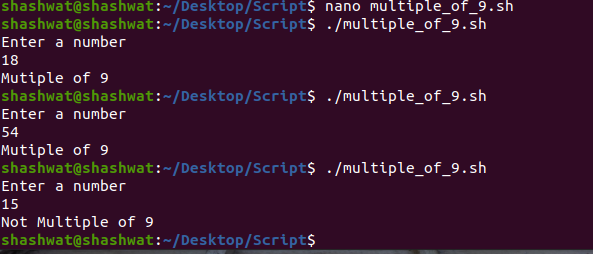 shashwat@shashwat:~/Desktop/Script$ nano multiple_of_9.sh
shashwat@shashwat:~/Desktop/Script$ ./multiple_of_9.sh
Enter a number
18
Mutiple of 9
shashwat@shashwat:~/Desktop/Script$ ./multiple_of_9.sh
Enter a number
54
Mutiple of 9
shashwat@shashwat:~/Desktop/Script$ ./multiple_of_9.sh
Enter a number
15
Not Multiple of 9
shashwat@shashwat:~/Desktop/Script$